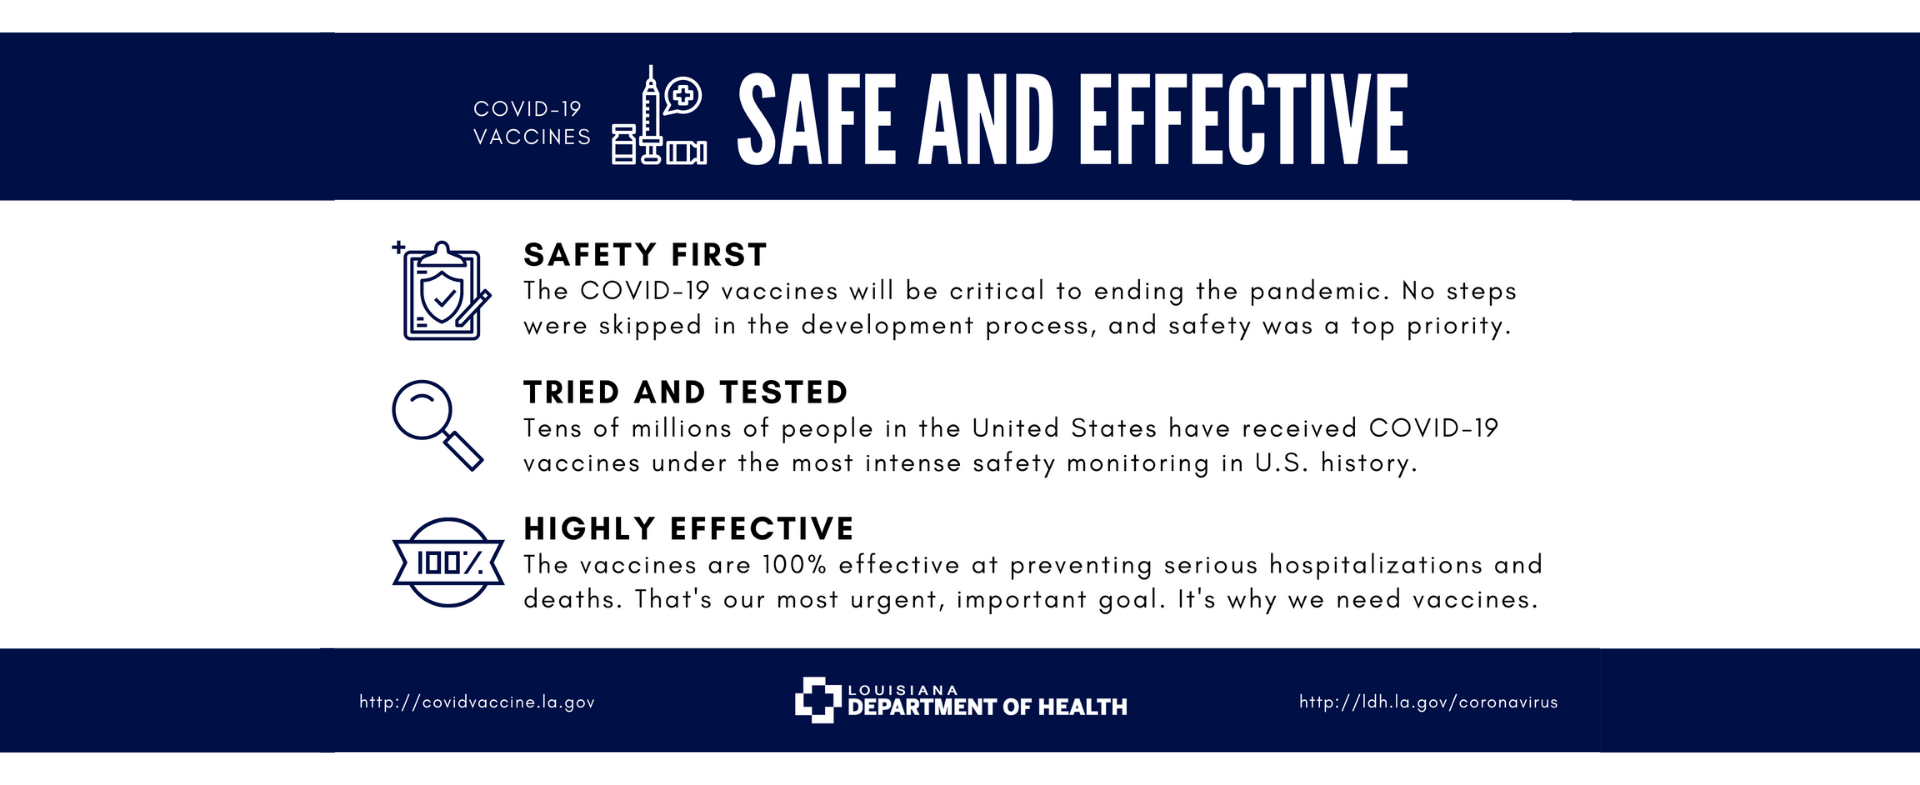 COVID-19
VACCINES
SAFE AND EFFECTIVE
SAFETY FIRST
The COVID-19 vaccines will be critical to ending the pandemic. No steps
were skipped in the development process, and safety was a top priority.
TRIED AND TESTED
Tens of millions of people in the United States have received COVID-19
vaccines under the most intense safety monitoring in U.S. history.
100%
HIGHLY EFFECTIVE
The vaccines are 100% effective at preventing serious hospitalizations and
deaths. That's our most urgent, important goal. It's why we need vaccines.
http://covidvaccine.la.gov
LOUISIANA
DEPARTMENT OF HEALTH
http://ldh.la.gov/coronavirus